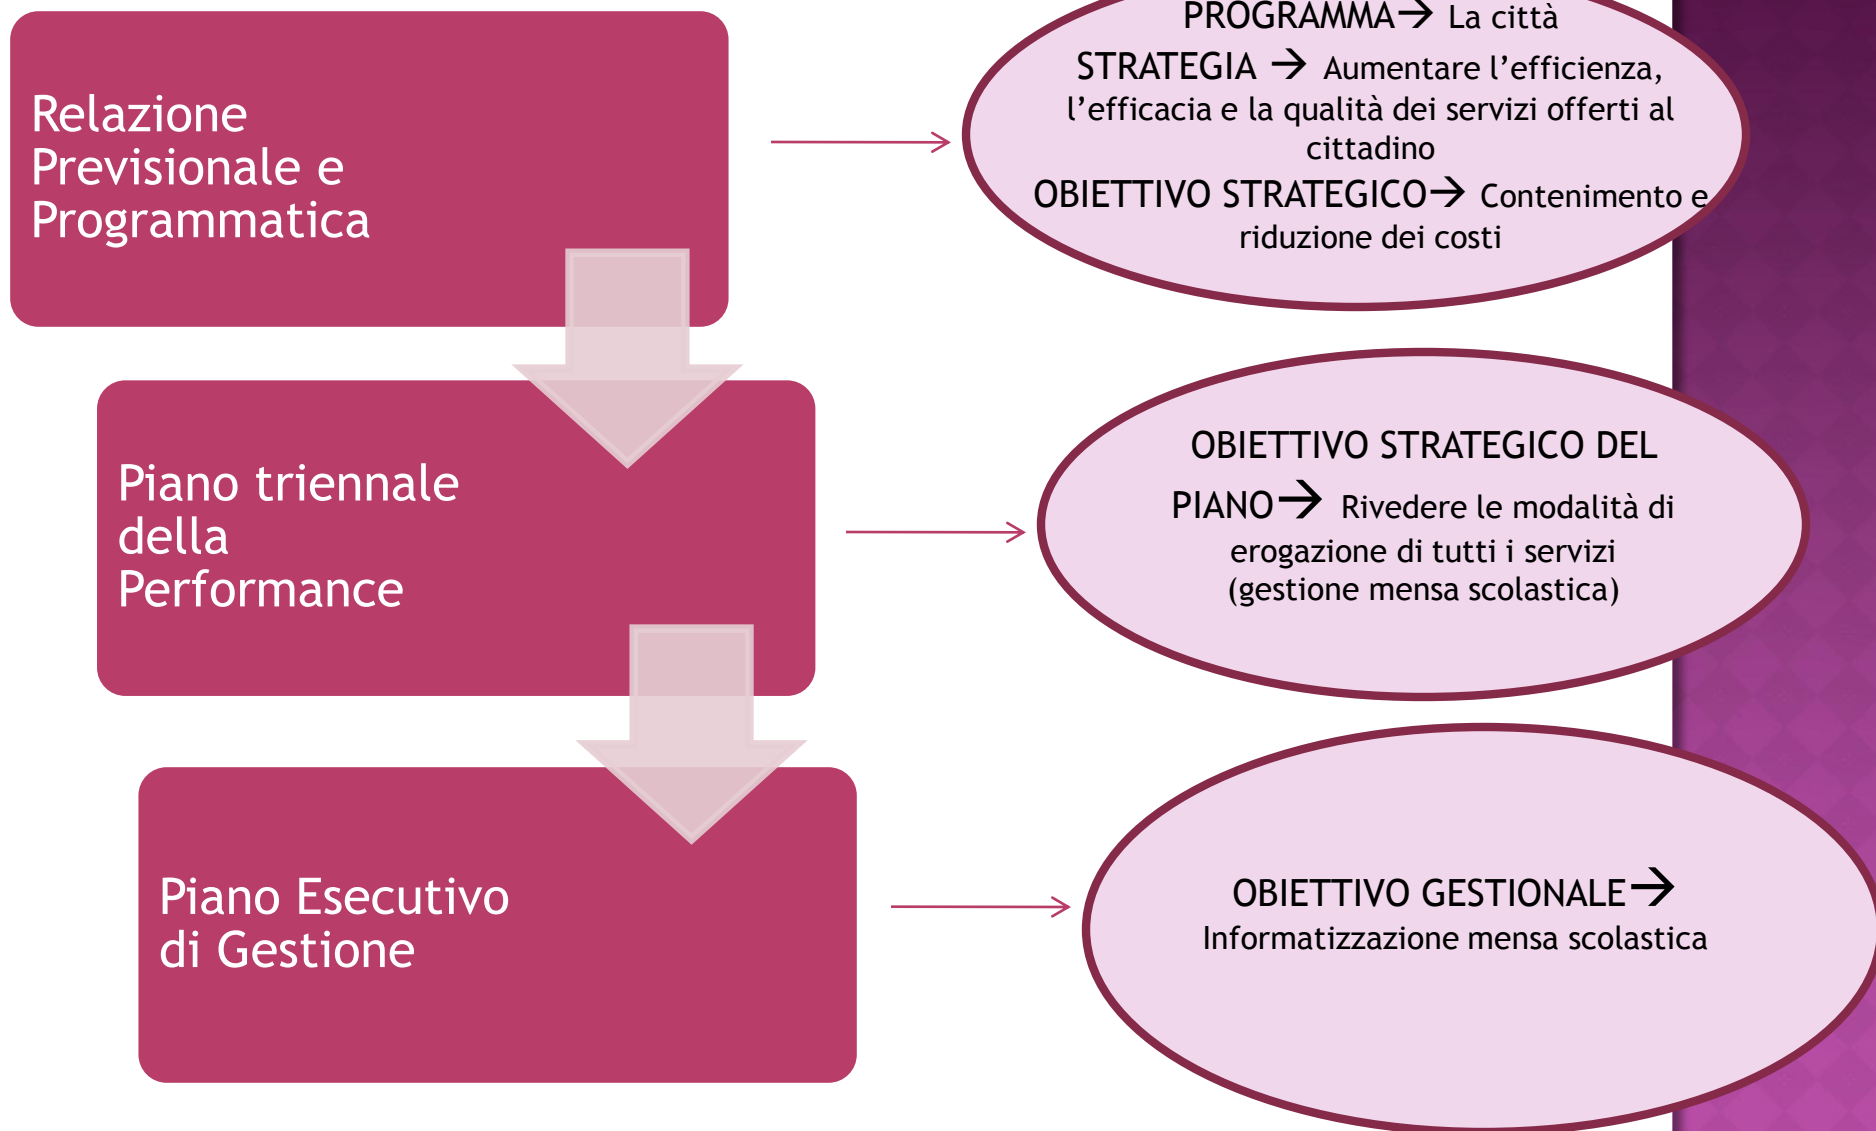 Relazione
Previsionale e
Programmatica
PROGRAMMA→ La città
STRATEGIA → Aumentare l’efficienza,
l’efficacia e la qualità dei servizi offerti al
cittadino
OBIETTIVO STRATEGICO→ Contenimento e
riduzione dei costi
Piano triennale
della
Performance
OBIETTIVO STRATEGICO DEL
PIANO→ Rivedere le modalità di
erogazione di tutti i servizi
(gestione mensa scolastica)
Piano Esecutivo
di Gestione
OBIETTIVO GESTIONALE→
Informatizzazione mensa scolastica